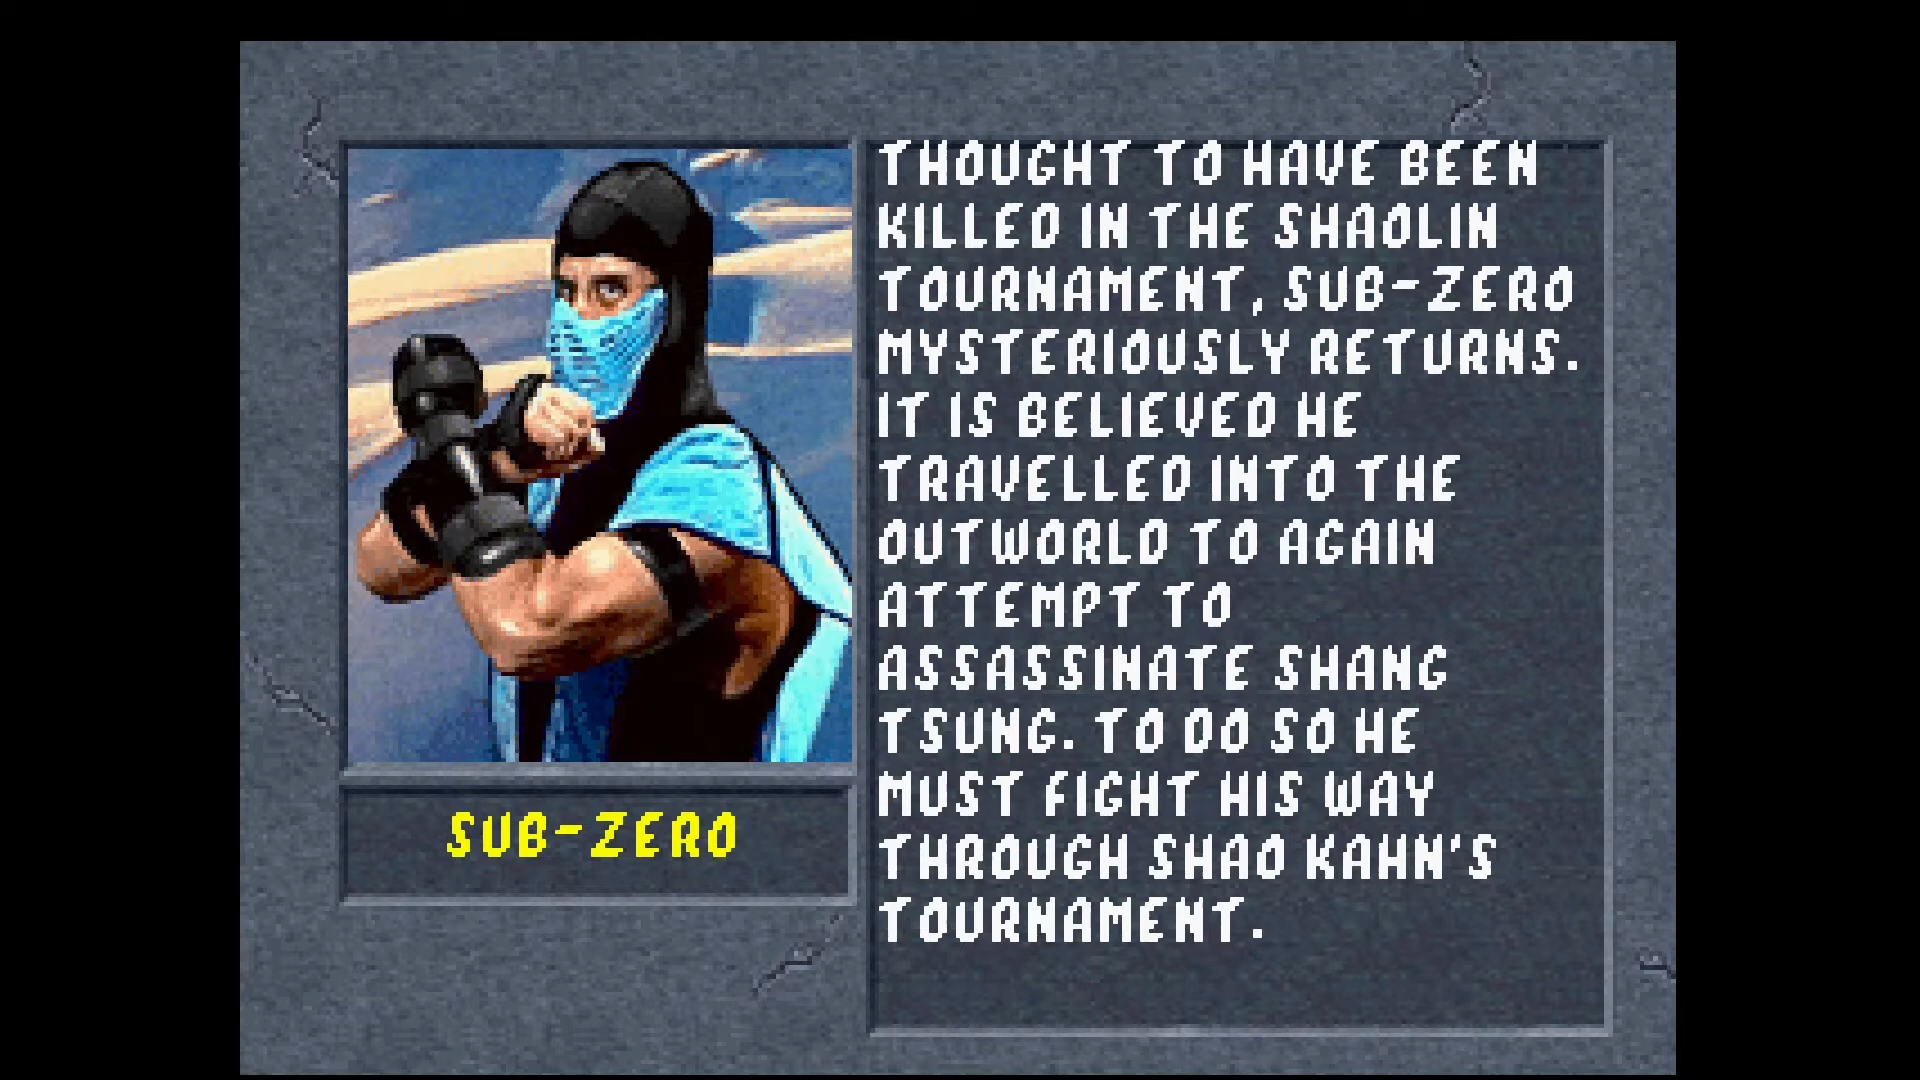 THOUGHT TO HAVE BEEN
KILLED IN THE SHAOLIN
TOURNAMENT, SUB-ZERO
MYSTERIOUSLY RETURNS.
IT IS BELIEVED HE
TRAVELLED INTO THE
OUTWORLD TO AGAIN
ATTEMPT TO
ASSASSINATE SHANG
TSUNG. TO DO SO HE
MUST FIGHT HIS WAY
THROUGH SHAO KAHN'S
TOURNAMENT.
SUB-ZERO